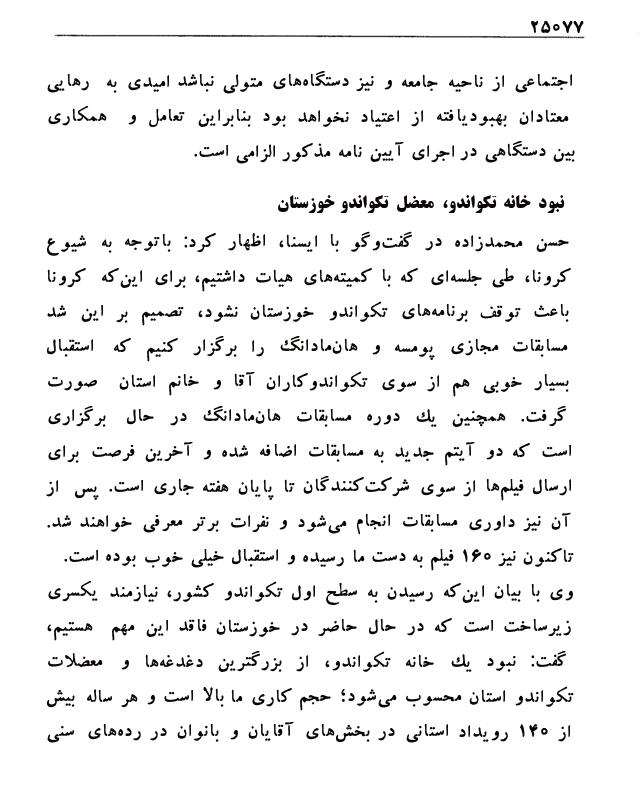 ۲۵۰۷۷
اجتماعی از ناحیه جامعه و نیز دستگاه‌های متولی نباشد امیدی به رهایی
معتادان بهبودیافته از اعتیاد نخواهد بود بنابراین تعامل و همکاری
بین دستگاهی در اجرای آیین نامه مذکور الزامی است.
نبود خانه تکواندو، معضل تکواندو خوزستان
حسن محمدزاده در گفت‌وگو با ایسنا، اظهار کرد: باتوجه به شیوع
کرونا، طی جلسه‌ای که با کمیته‌های هیات داشتیم، برای این‌که کرونا
باعث توقف برنامه‌های تکواندو خوزستان نشود، تصمیم بر این شد
مسابقات مجازی پومسه و هان‌مادانگ را برگزار کنیم که استقبال
بسیار خوبی هم از سوی تکواندوکاران آقا و خانم استان صورت
گرفت. همچنین یك دوره مسابقات هان‌مادانگ در حال برگزاری
است که دو آیتم جدید به مسابقات اضافه شده و آخرین فرصت برای
ارسال فیلم‌ها از سوی شرکت‌کنندگان تا پایان هفته جاری است. پس از
آن نیز داوری مسابقات انجام می‌شود و نفرات برتر معرفی خواهند شد.
تاکنون نیز ۱۶۰ فیلم به دست ما رسیده و استقبال خیلی خوب بوده است.
وی با بیان این‌که رسیدن به سطح اول تکواندو کشور، نیازمند یکسری
زیرساخت است که در حال حاضر در خوزستان فاقد این مهم هستیم،
گفت: نبود یك خانه تکواندو، از بزرگترین دغدغه‌ها و معضلات
تکواندو استان محسوب می‌شود؛ حجم کاری ما بالا است و هر ساله بیش
از ۱۴۰ رویداد استانی در بخش‌های آقایان و بانوان در رده‌های سنی